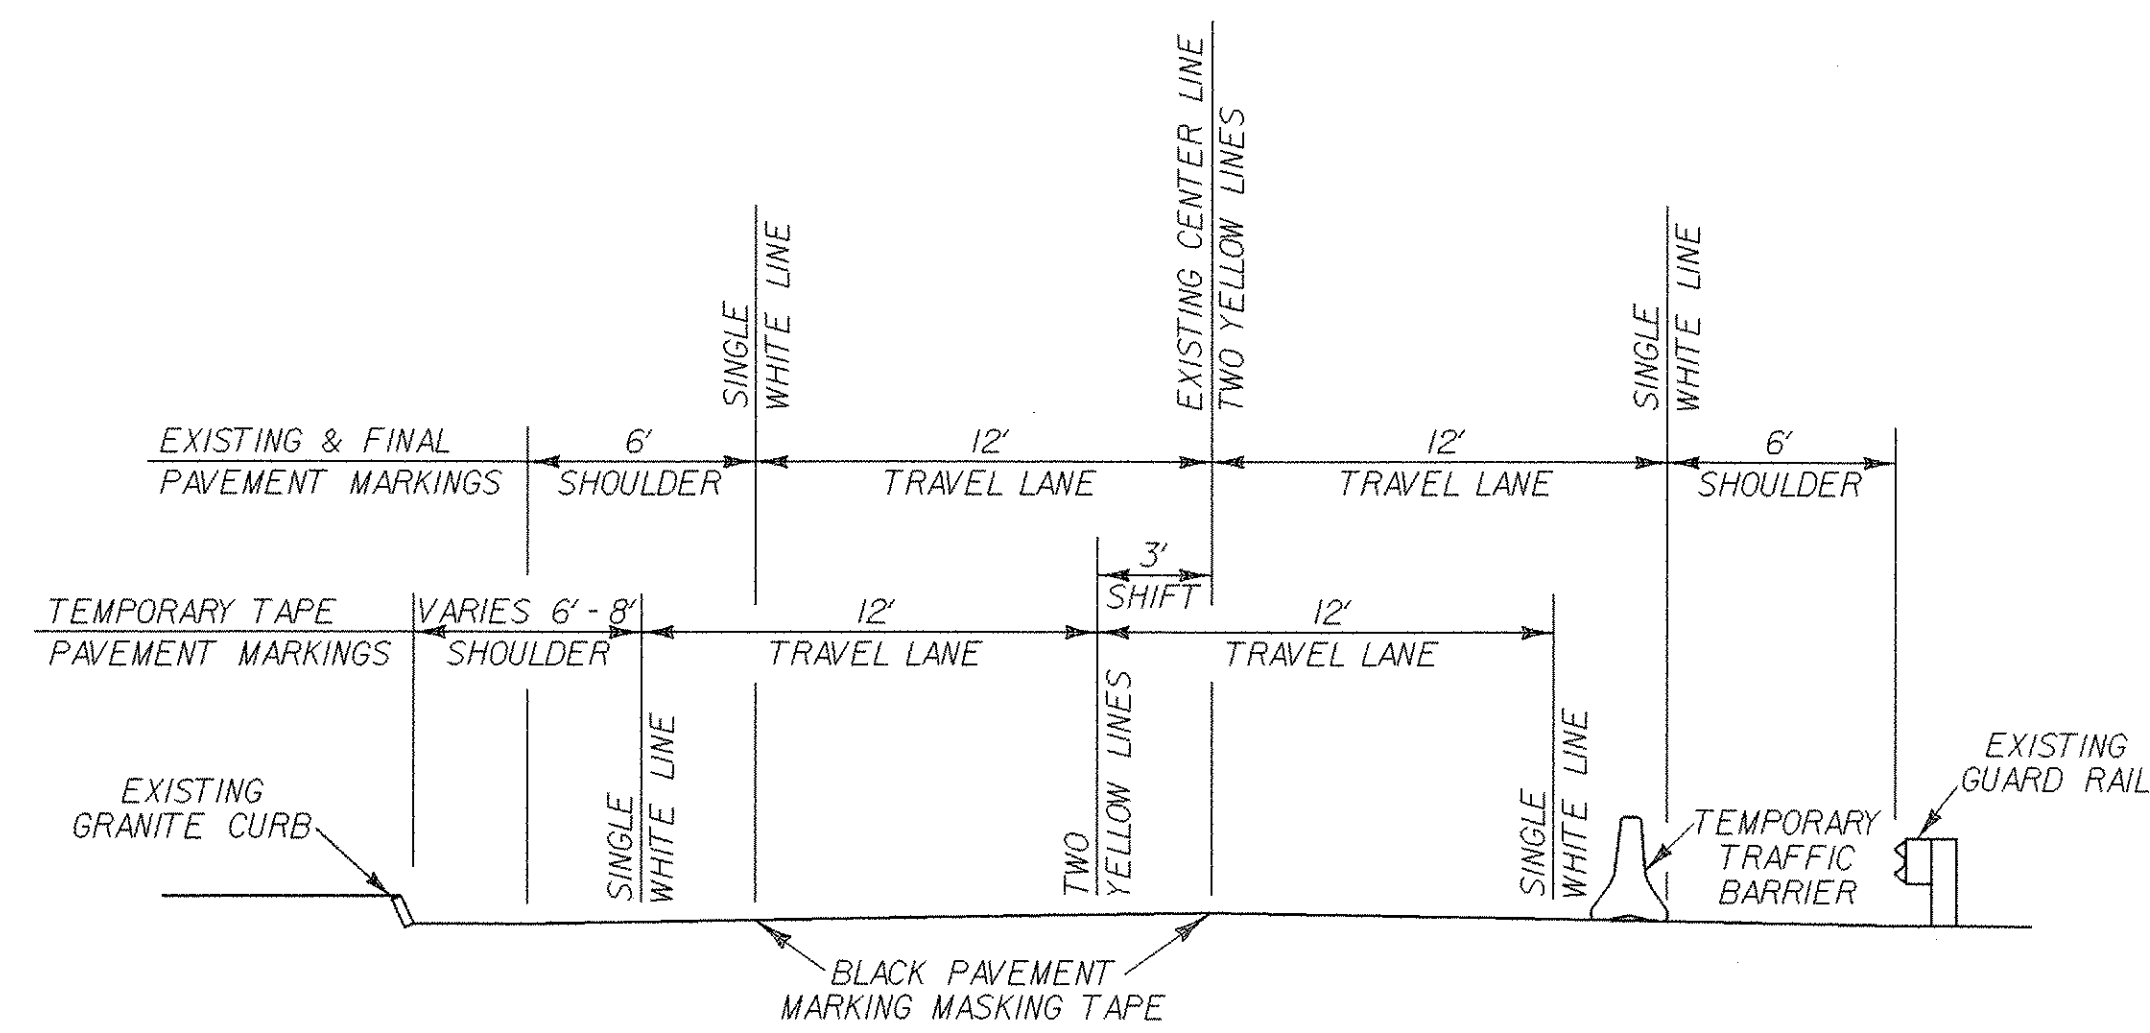 EXISTING CENTER LINE
TWO YELLOW LINES
SINGLE
WHITE LINE
SINGLE
WHITE LINE
EXISTING & FINAL
PAVEMENT MARKINGS
6'
SHOULDER
12'
TRAVEL LANE
12'
TRAVEL LANE
6'
SHOULDER
3'
SHIFT
TEMPORARY TAPE
PAVEMENT MARKINGS
VARIES 6' - 8'
SHOULDER
12'
TRAVEL LANE
12'
TRAVEL LANE
SINGLE
WHITE LINE
TWO
YELLOW LINES
SINGLE
WHITE LINE
EXISTING
GRANITE CURB
EXISTING
GUARD RAIL
TEMPORARY
TRAFFIC
BARRIER
BLACK PAVEMENT
MARKING MASKING TAPE